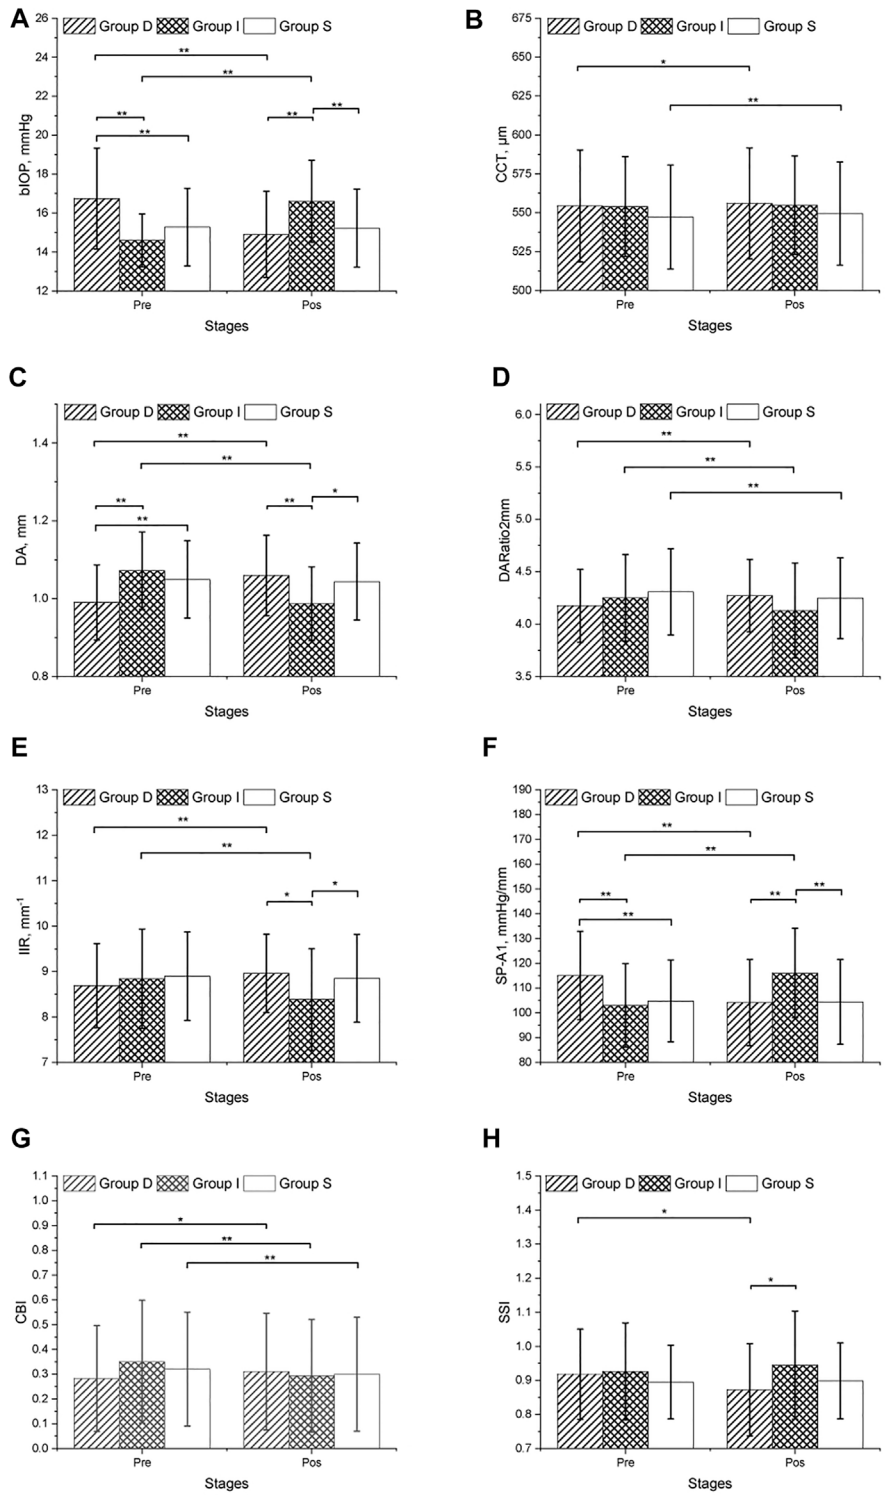 A
Group D Group I Group S
26
24
22
20
18
16
14
12
bIOP, mmHg
**
**
**
**
**
**
Pre
Pos
Stages
B
Group D Group I Group S
675
650
625
600
575
550
525
500
CCT, μm
*
**
Pre
Pos
Stages
C
Group D Group I Group S
1.4
1.2
1.0
0.8
DA, mm
**
**
**
**
**
*
Pre
Pos
Stages
D
Group D Group I Group S
6.0
5.5
5.0
4.5
4.0
3.5
DARatio2mm
**
**
**
Pre
Pos
Stages
E
Group D Group I Group S
13
12
11
10
9
8
7
IIR, mm-1
**
**
*
*
Pre
Pos
Stages
F
Group D Group I Group S
190
180
170
160
150
140
130
120
110
100
90
80
SP-A1, mmHg/mm
**
**
**
**
**
**
Pre
Pos
Stages
G
Group D Group I Group S
1.1
1.0
0.9
0.8
0.7
0.6
0.5
0.4
0.3
0.2
0.1
0.0
CBI
*
**
**
Pre
Pos
Stages
H
Group D Group I Group S
1.5
1.4
1.3
1.2
1.1
1.0
0.9
0.8
0.7
SSI
*
*
Pre
Pos
Stages